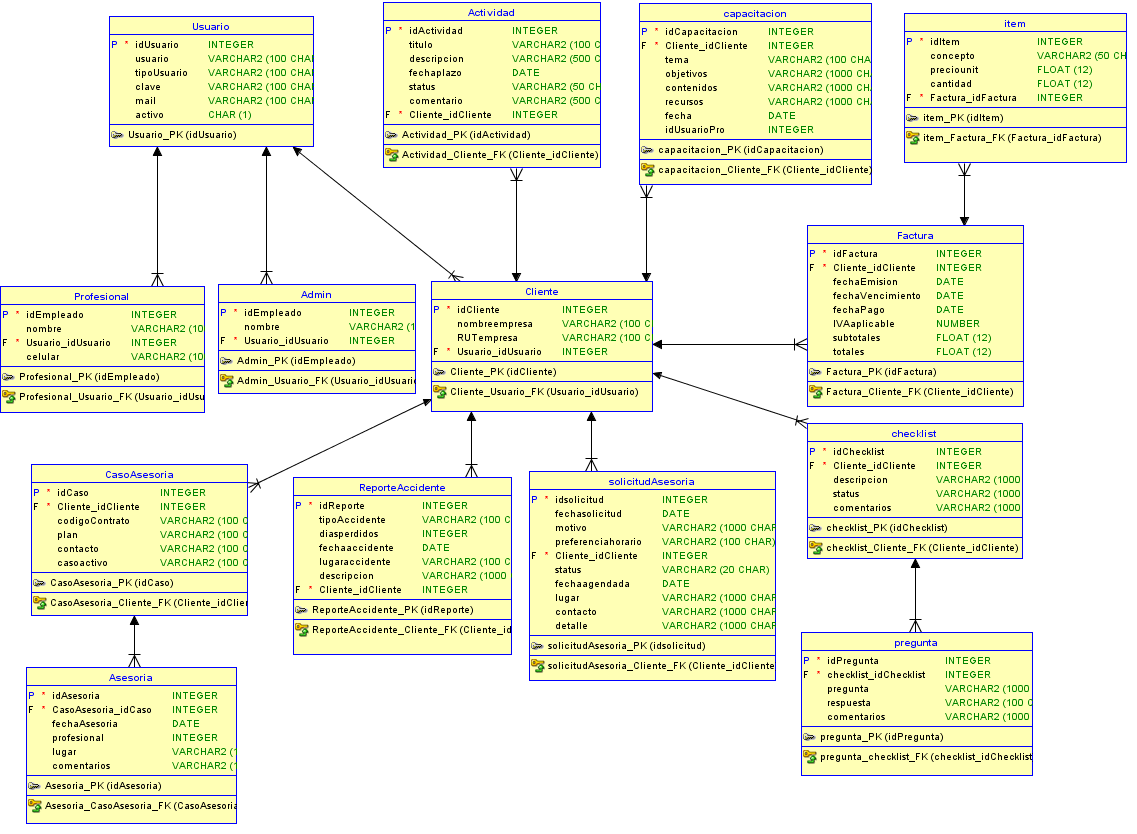 Usuario
P * idUsuario INTEGER
usuario VARCHAR2 (100 CHA
tipoUsuario VARCHAR2 (100 CHA
clave VARCHAR2 (100 CHA
mail VARCHAR2 (100 CHA
activo CHAR (1)
Usuario_PK (idUsuario)
Actividad
P * idActividad INTEGER
titulo VARCHAR2 (100 C
descripcion VARCHAR2 (500 C
fechaplazo DATE
status VARCHAR2 (50 CH
comentario VARCHAR2 (500 C
F * Cliente_idCliente INTEGER
Actividad_PK (idActividad)
Actividad_Cliente_FK (Cliente_idCliente)
capacitacion
P * idCapacitacion INTEGER
F * Cliente_idCliente INTEGER
tema VARCHAR2 (100 CHA
objetivos VARCHAR2 (1000 CH
contenidos VARCHAR2 (1000 CH
recursos VARCHAR2 (1000 CH
fecha DATE
idUsuarioPro INTEGER
capacitacion_PK (idCapacitacion)
capacitacion_Cliente_FK (Cliente_idCliente)
item
P * idItem INTEGER
concepto VARCHAR2 (50 CH
preciounit FLOAT (12)
cantidad FLOAT (12)
F * Factura_idFactura INTEGER
item_PK (idItem)
item_Factura_FK (Factura_idFactura)
Profesional
P * idEmpleado INTEGER
nombre VARCHAR2 (10
F * Usuario_idUsuario INTEGER
celular VARCHAR2 (10
Profesional_PK (idEmpleado)
Profesional_Usuario_FK (Usuario_idUsu
Admin
P * idEmpleado INTEGER
nombre VARCHAR2 (1
F * Usuario_idUsuario INTEGER
Admin_PK (idEmpleado)
Admin_Usuario_FK (Usuario_idUsuario
Cliente
P * idCliente INTEGER
nombreempresa VARCHAR2 (100 C
RUTempresa VARCHAR2 (100 C
F * Usuario_idUsuario INTEGER
Cliente_PK (idCliente)
Cliente_Usuario_FK (Usuario_idUsuario)
Factura
P * idFactura INTEGER
F * Cliente_idCliente INTEGER
fechaEmision DATE
fechaVencimiento DATE
fechaPago DATE
IVAaplicable NUMBER
subtotales FLOAT (12)
totales FLOAT (12)
Factura_PK (idFactura)
Factura_Cliente_FK (Cliente_idCliente)
CasoAsesoria
P * idCaso INTEGER
F * Cliente_idCliente INTEGER
codigoContrato VARCHAR2 (100 C
plan VARCHAR2 (100 C
contacto VARCHAR2 (100 C
casoactivo VARCHAR2 (100 C
CasoAsesoria_PK (idCaso)
CasoAsesoria_Cliente_FK (Cliente_idClien
ReporteAccidente
P * idReporte INTEGER
tipoAccidente VARCHAR2 (100 C
diasperdidos INTEGER
fechaaccidente DATE
lugaraccidente VARCHAR2 (100 C
descripcion VARCHAR2 (1000
F * Cliente_idCliente INTEGER
ReporteAccidente_PK (idReporte)
ReporteAccidente_Cliente_FK (Cliente_id
solicitudAsesoria
P * idsolicitud INTEGER
fechasolicitud DATE
motivo VARCHAR2 (1000 CHAR
preferenciahorario VARCHAR2 (100 CHAR)
F * Cliente_idCliente INTEGER
status VARCHAR2 (20 CHAR)
fechaagendada DATE
lugar VARCHAR2 (1000 CHAR
contacto VARCHAR2 (1000 CHAR
detalle VARCHAR2 (1000 CHAR
solicitudAsesoria_PK (idsolicitud)
solicitudAsesoria_Cliente_FK (Cliente_idCliente
checklist
P * idChecklist INTEGER
F * Cliente_idCliente INTEGER
descripcion VARCHAR2 (1000
status VARCHAR2 (1000
comentarios VARCHAR2 (1000
checklist_PK (idChecklist)
checklist_Cliente_FK (Cliente_idCliente)
Asesoria
P * idAsesoria INTEGER
F * CasoAsesoria_idCaso INTEGER
fechaAsesoria DATE
profesional INTEGER
lugar VARCHAR2 (1
comentarios VARCHAR2 (1
Asesoria_PK (idAsesoria)
Asesoria_CasoAsesoria_FK (CasoAsesoria
pregunta
P * idPregunta INTEGER
F * checklist_idChecklist INTEGER
pregunta VARCHAR2 (1000
respuesta VARCHAR2 (100 C
comentarios VARCHAR2 (1000
pregunta_PK (idPregunta)
pregunta_checklist_FK (checklist_idChecklist